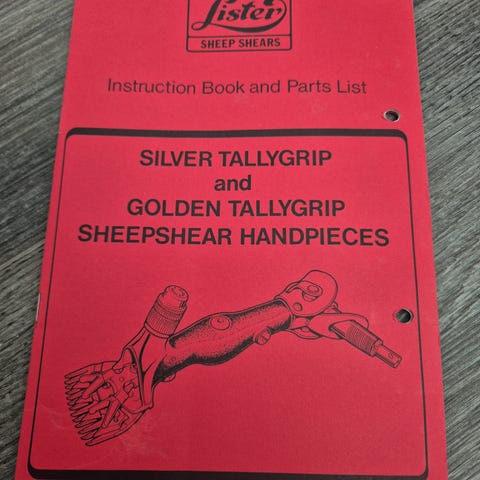 Lister
SHEEP SHEARS
Instruction Book and Parts List
SILVER TALLYGRIP
and
GOLDEN TALLYGRIP
SHEEPSHEAR HANDPIECES